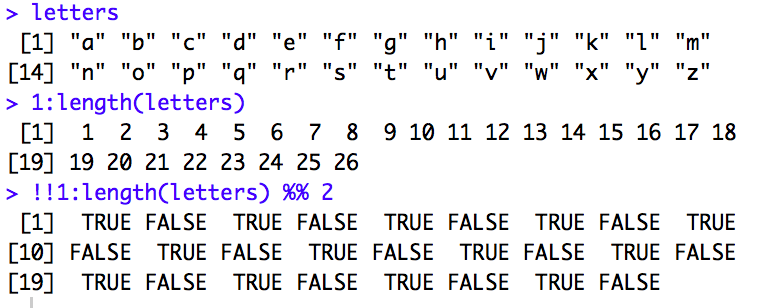 > letters
[1] "a" "b" "c" "d" "e" "f" "g" "h" "i" "j" "k" "l" "m"
[14] "n" "o" "p" "q" "r" "s" "t" "u" "v" "w" "x" "y" "z"
> 1:length(letters)
[1] 1 2 3 4 5 6 7 8 9 10 11 12 13 14 15 16 17 18
[19] 19 20 21 22 23 24 25 26
> !!1:length(letters) %% 2
[1] TRUE FALSE TRUE FALSE TRUE FALSE TRUE FALSE TRUE
[10] FALSE TRUE FALSE TRUE FALSE TRUE FALSE TRUE FALSE
[19] TRUE FALSE TRUE FALSE TRUE FALSE TRUE FALSE